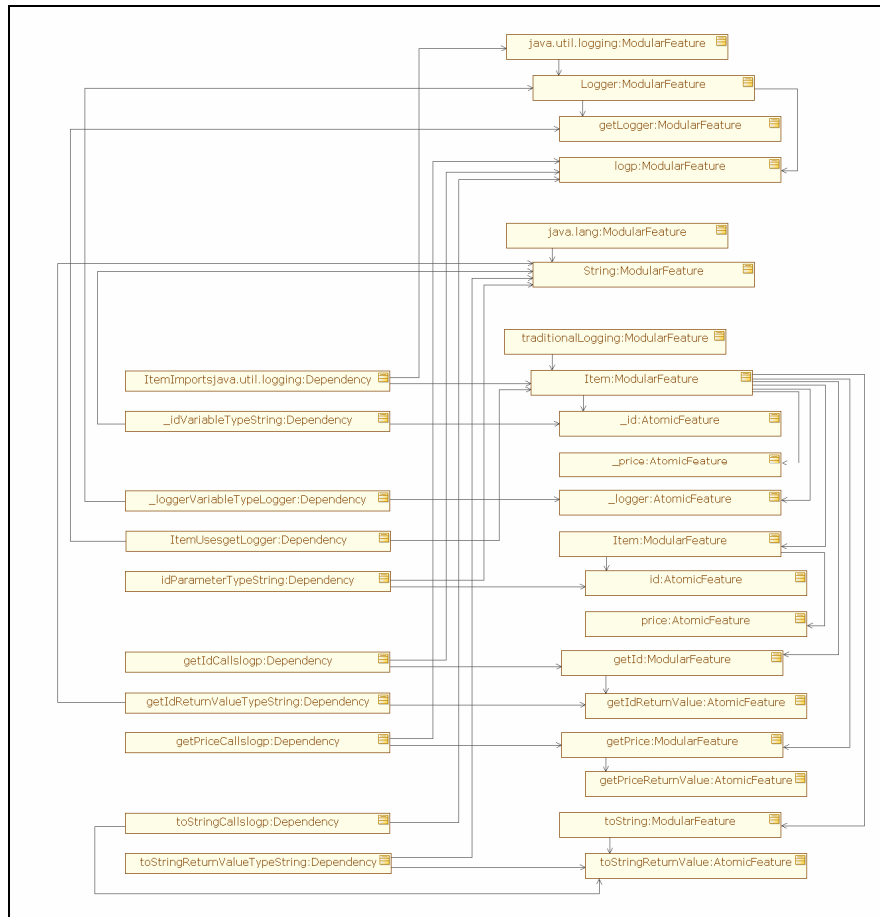 java.util.logging:ModularFeature
Logger:ModularFeature
getLogger:ModularFeature
logp:ModularFeature
java.lang:ModularFeature
String:ModularFeature
traditionalLogging:ModularFeature
ItemImportsjava.util.logging:Dependency
Item:ModularFeature
_idVariableTypeString:Dependency
_id:AtomicFeature
_price:AtomicFeature
_loggerVariableTypeLogger:Dependency
_logger:AtomicFeature
ItemUsesgetLogger:Dependency
Item:ModularFeature
idParameterTypeString:Dependency
id:AtomicFeature
price:AtomicFeature
getIdCallslogp:Dependency
getId:ModularFeature
getIdReturnValueTypeString:Dependency
getIdReturnValue:AtomicFeature
getPriceCallslogp:Dependency
getPrice:ModularFeature
getPriceReturnValue:AtomicFeature
toStringCallslogp:Dependency
toString:ModularFeature
toStringReturnValueTypeString:Dependency
toStringReturnValue:AtomicFeature